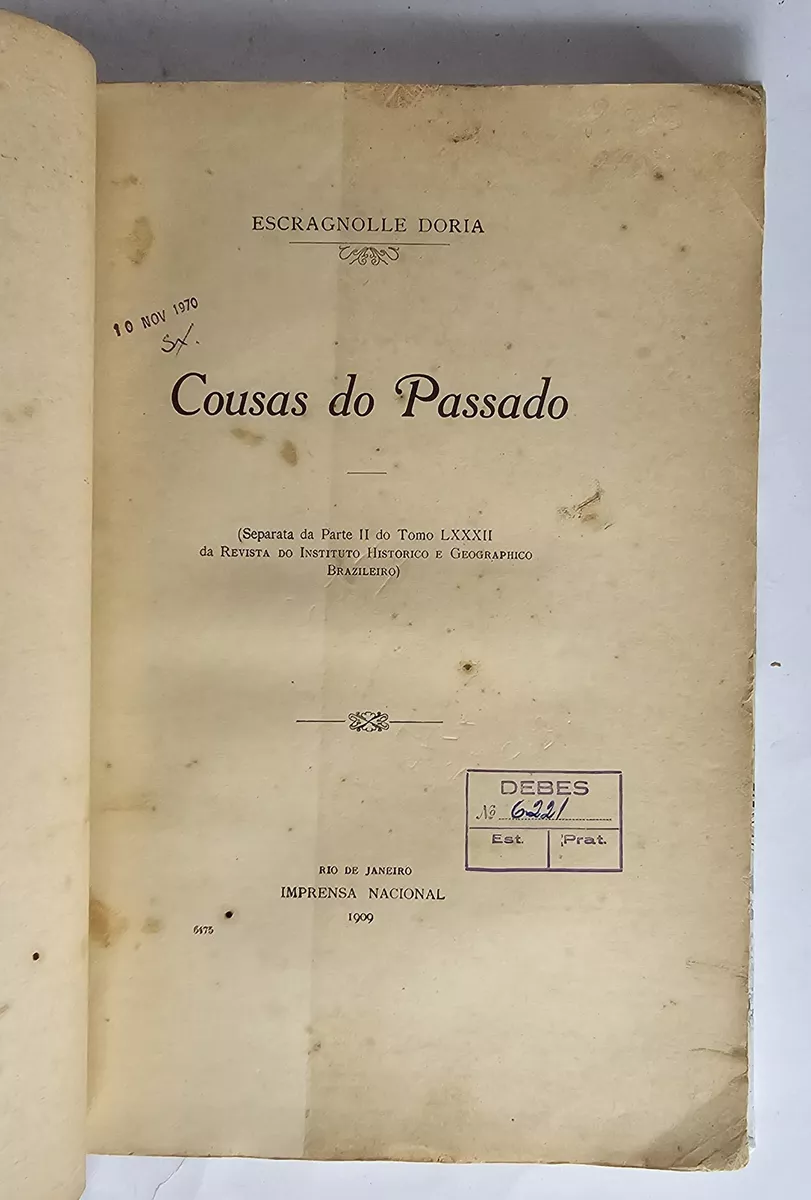 ESCRAGNOLLE DORIA
10 NOV 1970
Cousas do Passado
(Separata da Parte II do Tomo LXXXII
da REVISTA DO INSTITUTO HISTORICO E GEOGRAPHICO
BRAZILEIRO)
DEBES
Nº 6221
Est. Prat.
RIO DE JANEIRO
IMPRENSA NACIONAL
1909
6475